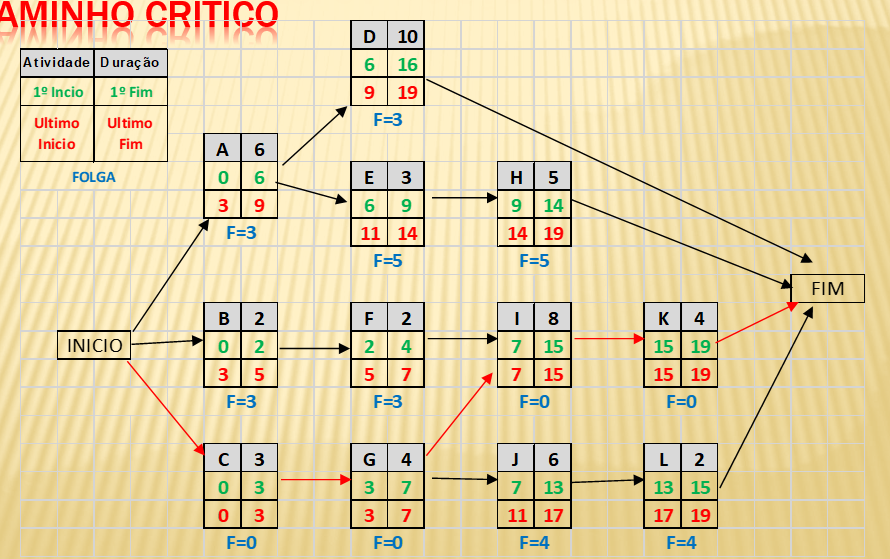 AMINHO CRITICO
Atividade Duração
1º Incio 1º Fim
Ultimo Inicio Ultimo Fim
FOLGA
D 10
6 16
9 19
F=3
A 6
0 6
3 9
F=3
E 3
6 9
11 14
F=5
H 5
9 14
14 19
F=5
FIM
INICIO
B 2
0 2
3 5
F=3
F 2
2 4
5 7
F=3
I 8
7 15
7 15
F=0
K 4
15 19
15 19
F=0
C 3
0 3
0 3
F=0
G 4
3 7
3 7
F=0
J 6
7 13
11 17
F=4
L 2
13 15
17 19
F=4